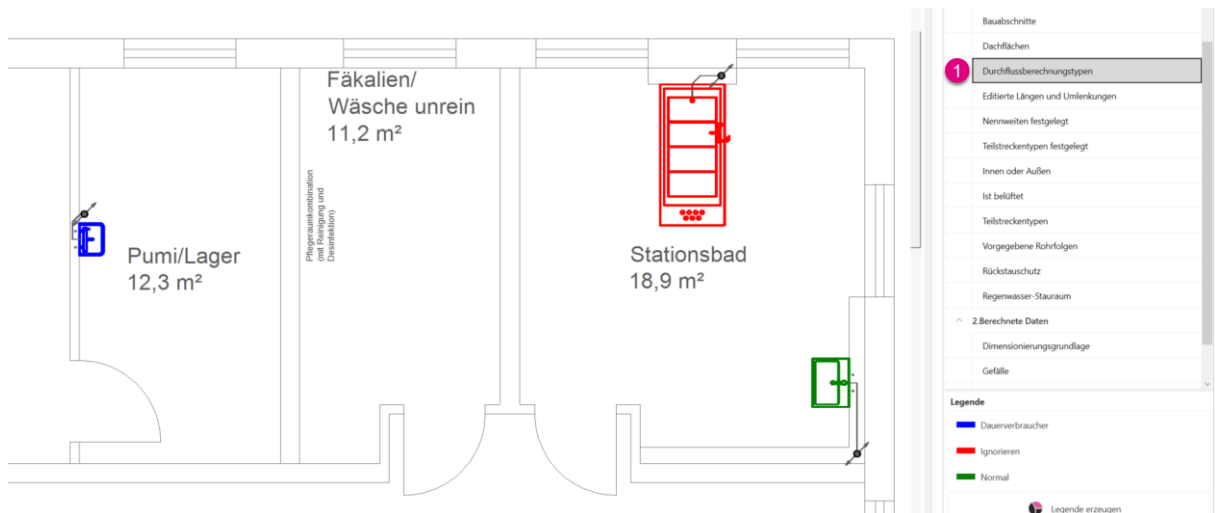 Fäkalien/
Wäsche unrein
11,2 m²
Pflegeraumkombination
(mit Reinigung und
Desinfektion)
Pumi/Lager
12,3 m²
Stationsbad
18,9 m²
Bauabschnitte
Dachflächen
1 Durchflussberechnungstypen
Editierte Längen und Umlenkungen
Nennweiten festgelegt
Teilstreckentypen festgelegt
Innen oder Außen
Ist belüftet
Teilstreckentypen
Vorgegebene Rohrfolgen
Rückstauschutz
Regenwasser-Stauraum
2.Berechnete Daten
Dimensionierungsgrundlage
Gefälle
Legende
Dauerverbraucher
Ignorieren
Normal
Legende erzeugen